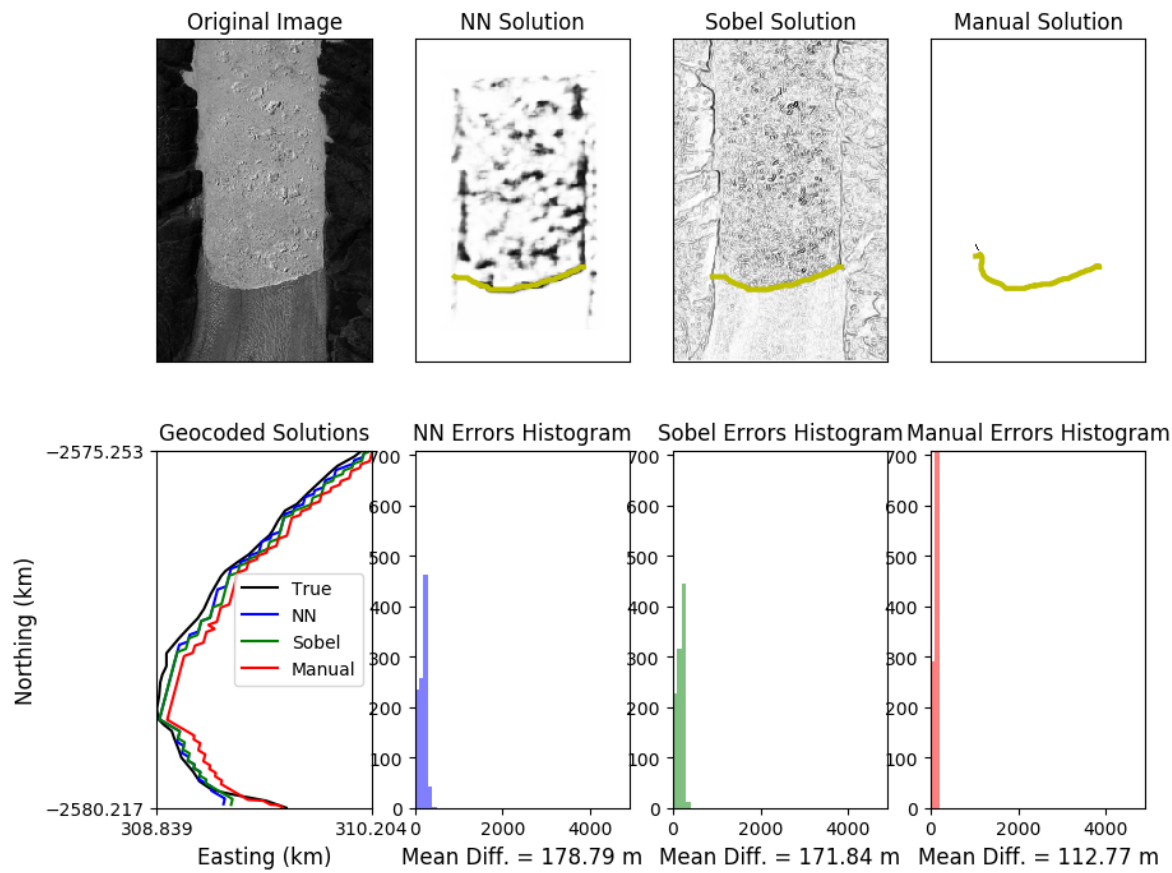 Original Image
NN Solution
Sobel Solution
Manual Solution
Geocoded Solutions
NN Errors Histogram
Sobel Errors Histogram
Manual Errors Histogram
Northing (km)
−2575.253
−2580.217
308.839
310.204
Easting (km)
True
NN
Sobel
Manual
700
600
500
400
300
200
100
0
0
2000
4000
Mean Diff. = 178.79 m
700
600
500
400
300
200
100
0
0
2000
4000
Mean Diff. = 171.84 m
700
600
500
400
300
200
100
0
0
2000
4000
Mean Diff. = 112.77 m